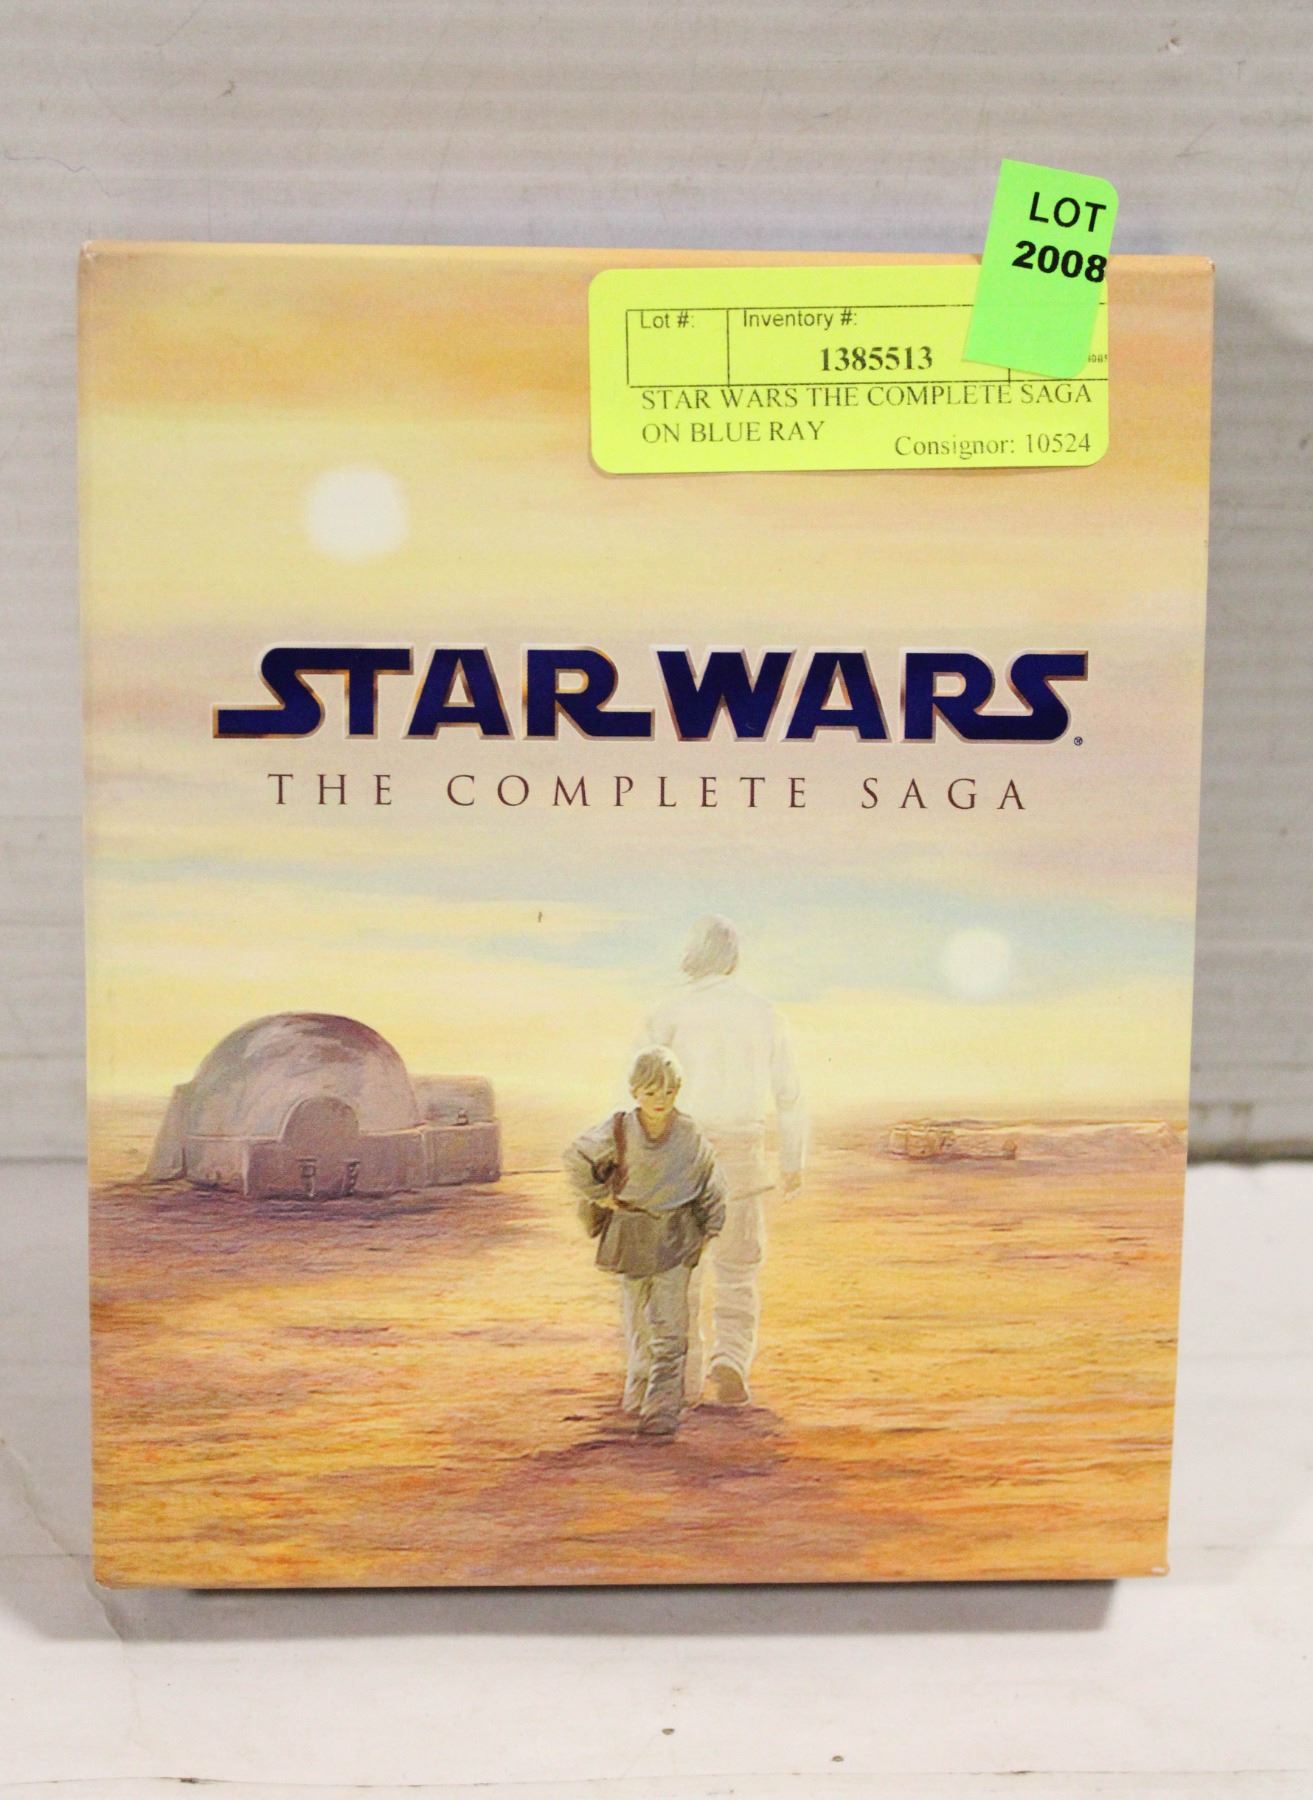 LOT
2008
Lot #: Inventory #:
1385513
STAR WARS THE COMPLETE SAGA
ON BLUE RAY
Consignor: 10524
STAR WARS®
THE COMPLETE SAGA